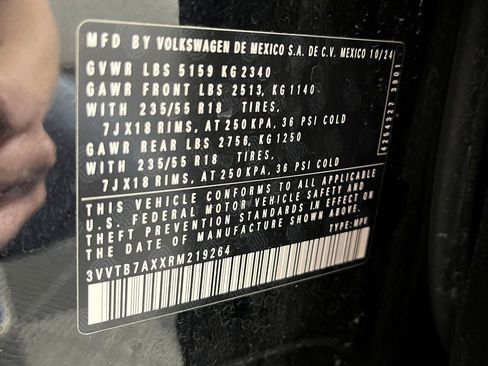 MFD BY VOLKSWAGEN DE MEXICO S.A. DE C.V. MEXICO 10/24
GVWR LBS 5159 KG 2340
GAWR FRONT LBS 2513, KG 1140
WITH 235/55 R18 TIRES,
7JX18 RIMS, AT 250 KPA, 36 PSI COLD
GAWR REAR LBS 2756, KG 1250
WITH 235/55 R18 TIRES,
7JX18 RIMS, AT 250 KPA, 36 PSI COLD
THIS VEHICLE CONFORMS TO ALL APPLICABLE
U.S. FEDERAL MOTOR VEHICLE SAFETY AND
THEFT PREVENTION STANDARDS IN EFFECT ON
THE DATE OF MANUFACTURE SHOWN ABOVE.
TYPE: MPV
3VVTB7AXXRM219264